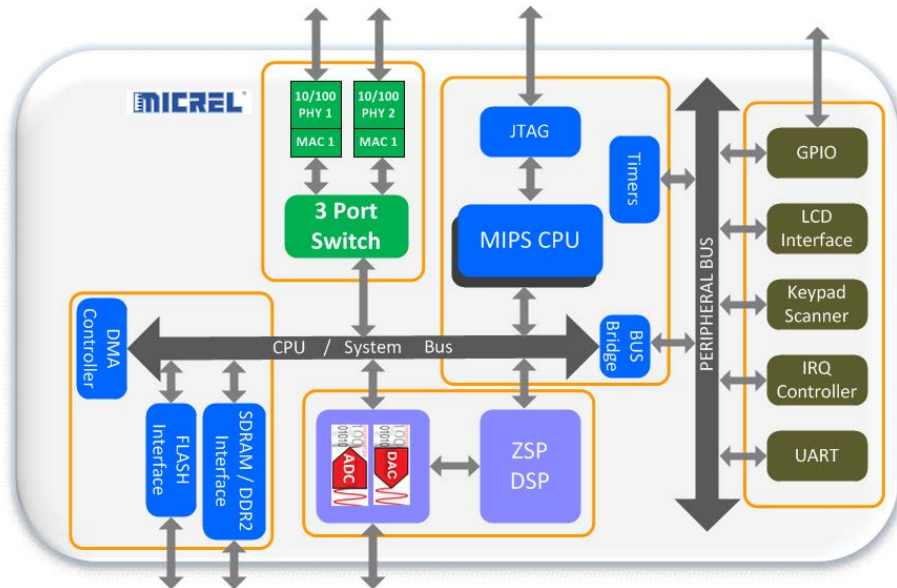 MICREL
10/100
PHY 1
MAC 1
10/100
PHY 2
MAC 1
3 Port
Switch
JTAG
MIPS CPU
Timers
BUS
Bridge
PERIPHERAL BUS
GPIO
LCD
Interface
Keypad
Scanner
IRQ
Controller
UART
DMA
Controller
CPU / System Bus
FLASH
Interface
SDRAM / DDR2
Interface
01010
ADC
01010
DAC
ZSP
DSP